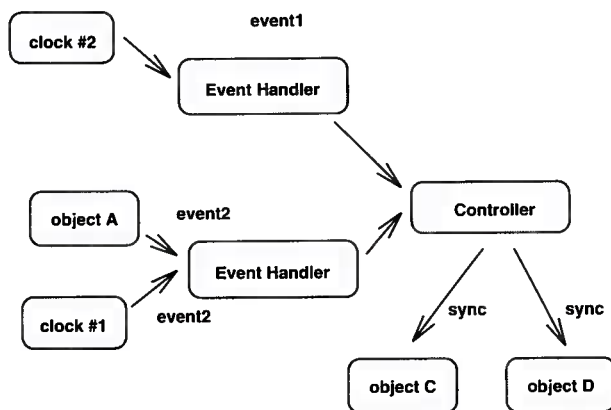 event1
clock #2
Event Handler
object A
event2
Controller
Event Handler
event2
clock #1
sync
sync
object C
object D